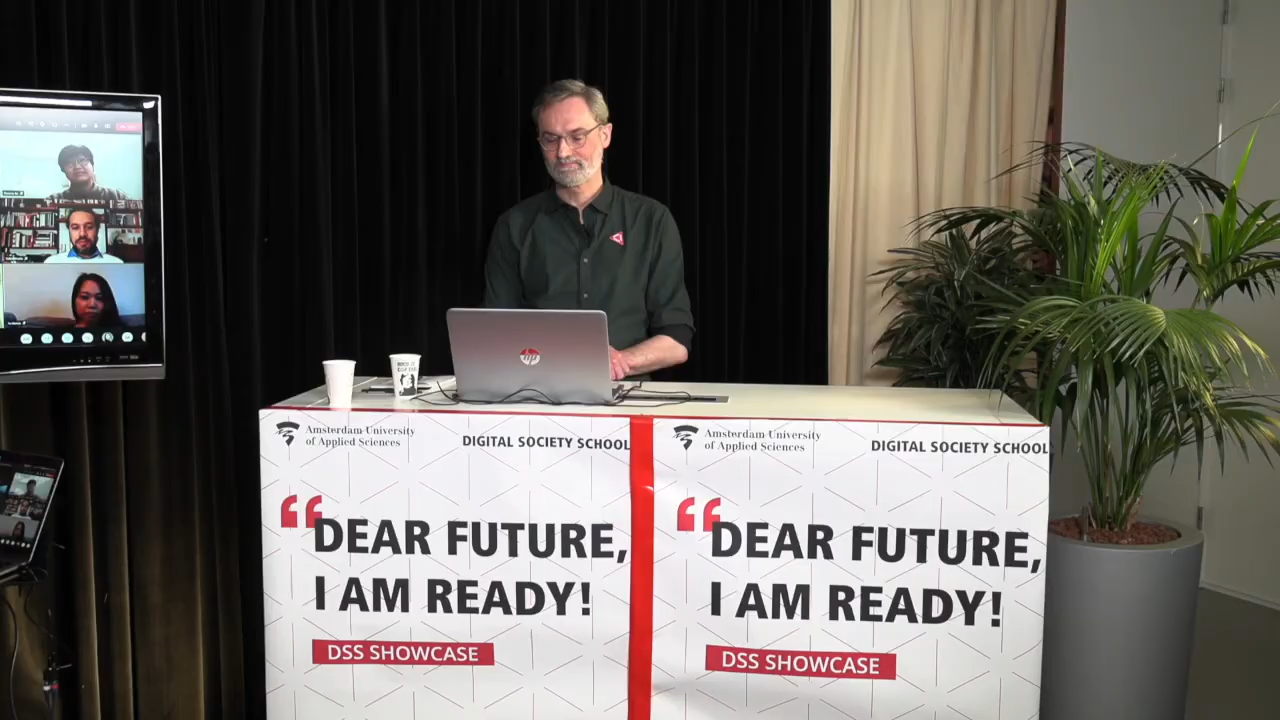 Amsterdam University
of Applied Sciences
DIGITAL SOCIETY SCHOOL
“DEAR FUTURE,
I AM READY!
DSS SHOWCASE
Amsterdam University
of Applied Sciences
DIGITAL SOCIETY SCHOOL
“DEAR FUTURE,
I AM READY!
DSS SHOWCASE
hp